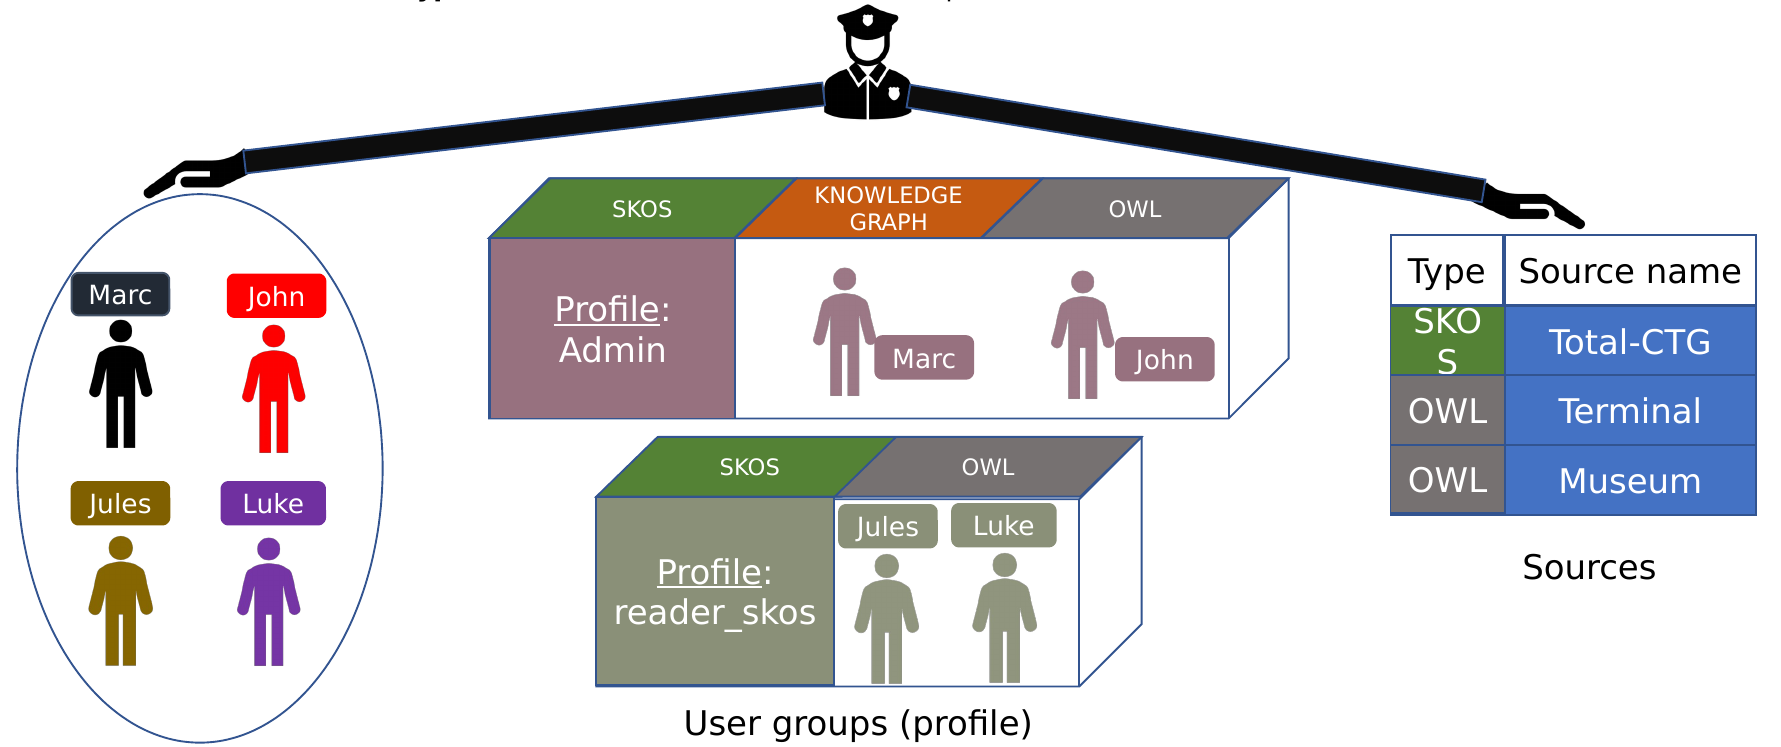 Marc
John
Jules
Luke
SKOS
KNOWLEDGE
GRAPH
OWL
Profile:
Admin
Marc
John
SKOS
OWL
Profile:
reader_skos
Jules
Luke
User groups (profile)
Type
Source name
SKO
S
Total-CTG
OWL
Terminal
OWL
Museum
Sources